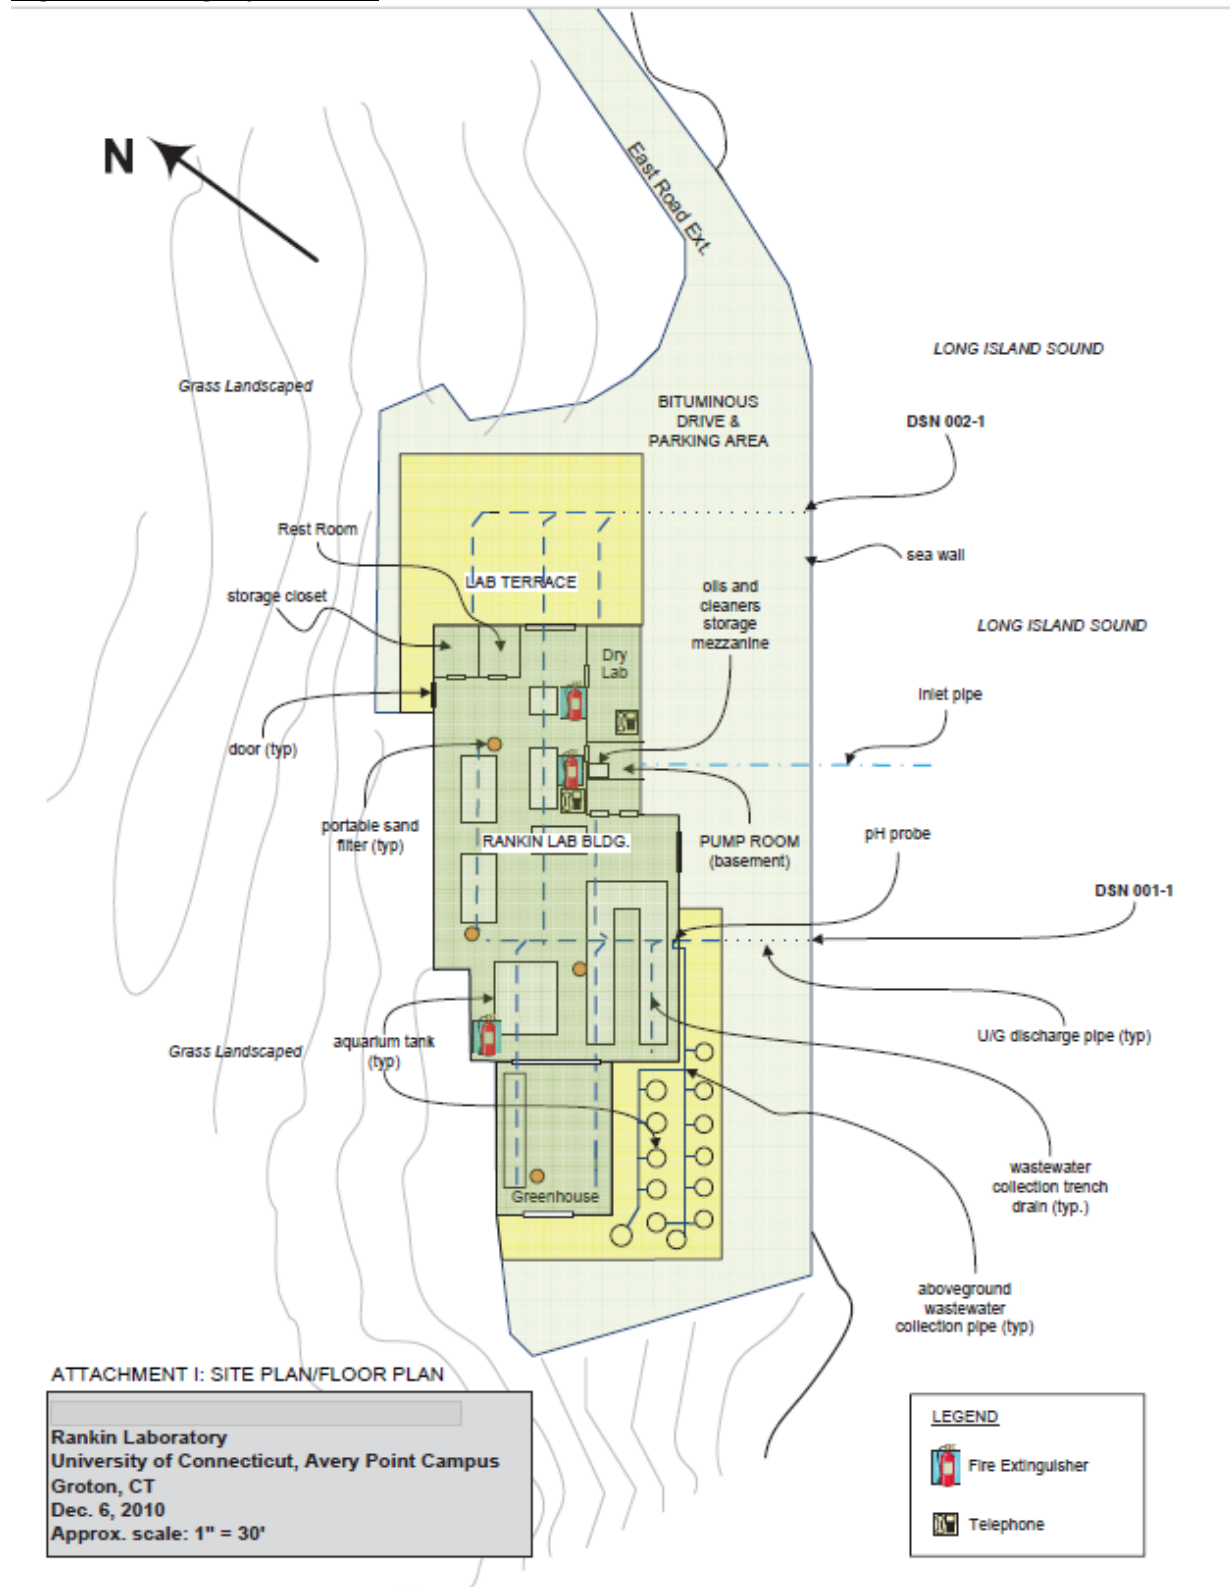 N
East Road Ext.
LONG ISLAND SOUND
Grass Landscaped
BITUMINOUS
DRIVE &
PARKING AREA
DSN 002-1
Rest Room
sea wall
LAB TERRACE
storage closet
oils and
cleaners
storage
mezzanine
LONG ISLAND SOUND
Dry
Lab
Inlet pipe
door (typ)
portable sand
filter (typ)
RANKIN LAB BLDG.
PUMP ROOM
(basement)
pH probe
DSN 001-1
U/G discharge pipe (typ)
aquarium tank
(typ)
Grass Landscaped
wastewater
collection trench
drain (typ.)
Greenhouse
aboveground
wastewater
collection pipe (typ)
ATTACHMENT I: SITE PLAN/FLOOR PLAN
Rankin Laboratory
University of Connecticut, Avery Point Campus
Groton, CT
Dec. 6, 2010
Approx. scale: 1" = 30'
LEGEND
Fire Extinguisher
Telephone